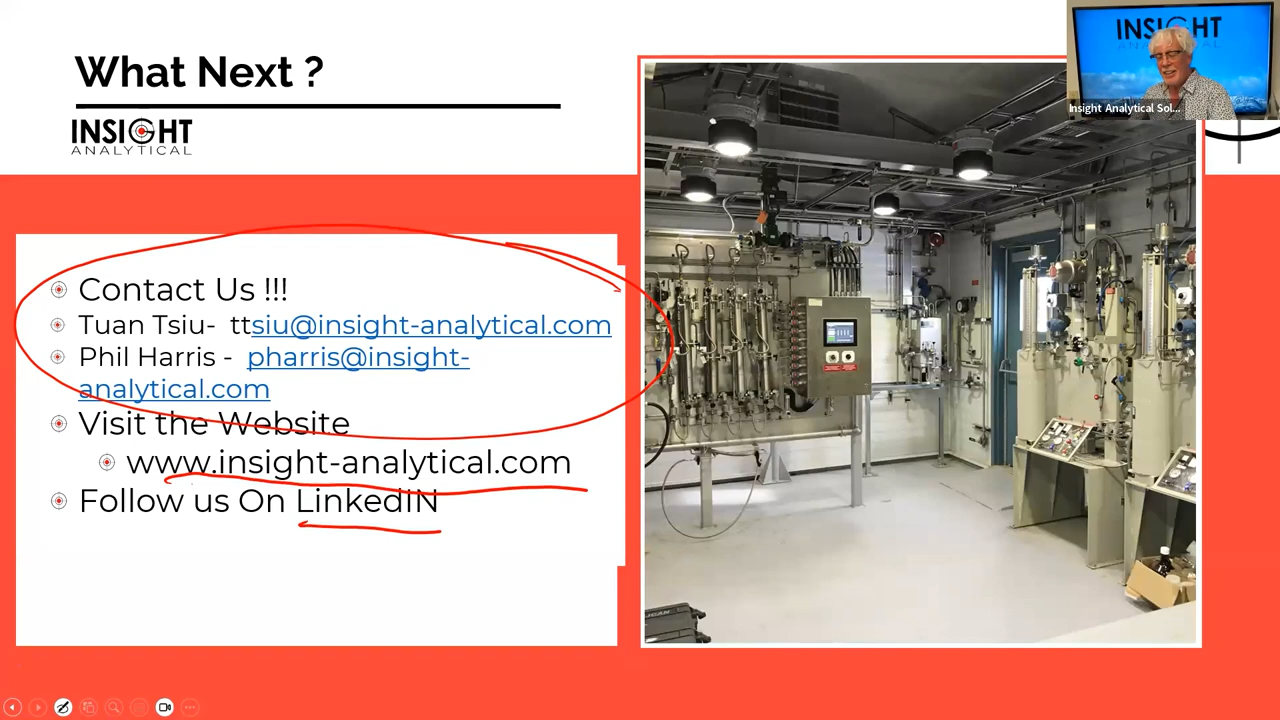 What Next ?
INSIGHT
ANALYTICAL
INSIGHT
ANALYTICAL
Insight Analytical Sol...
Contact Us !!!
Tuan Tsiu- ttsiu@insight-analytical.com
Phil Harris - pharris@insight-
analytical.com
Visit the Website
www.insight-analytical.com
Follow us On LinkedIN